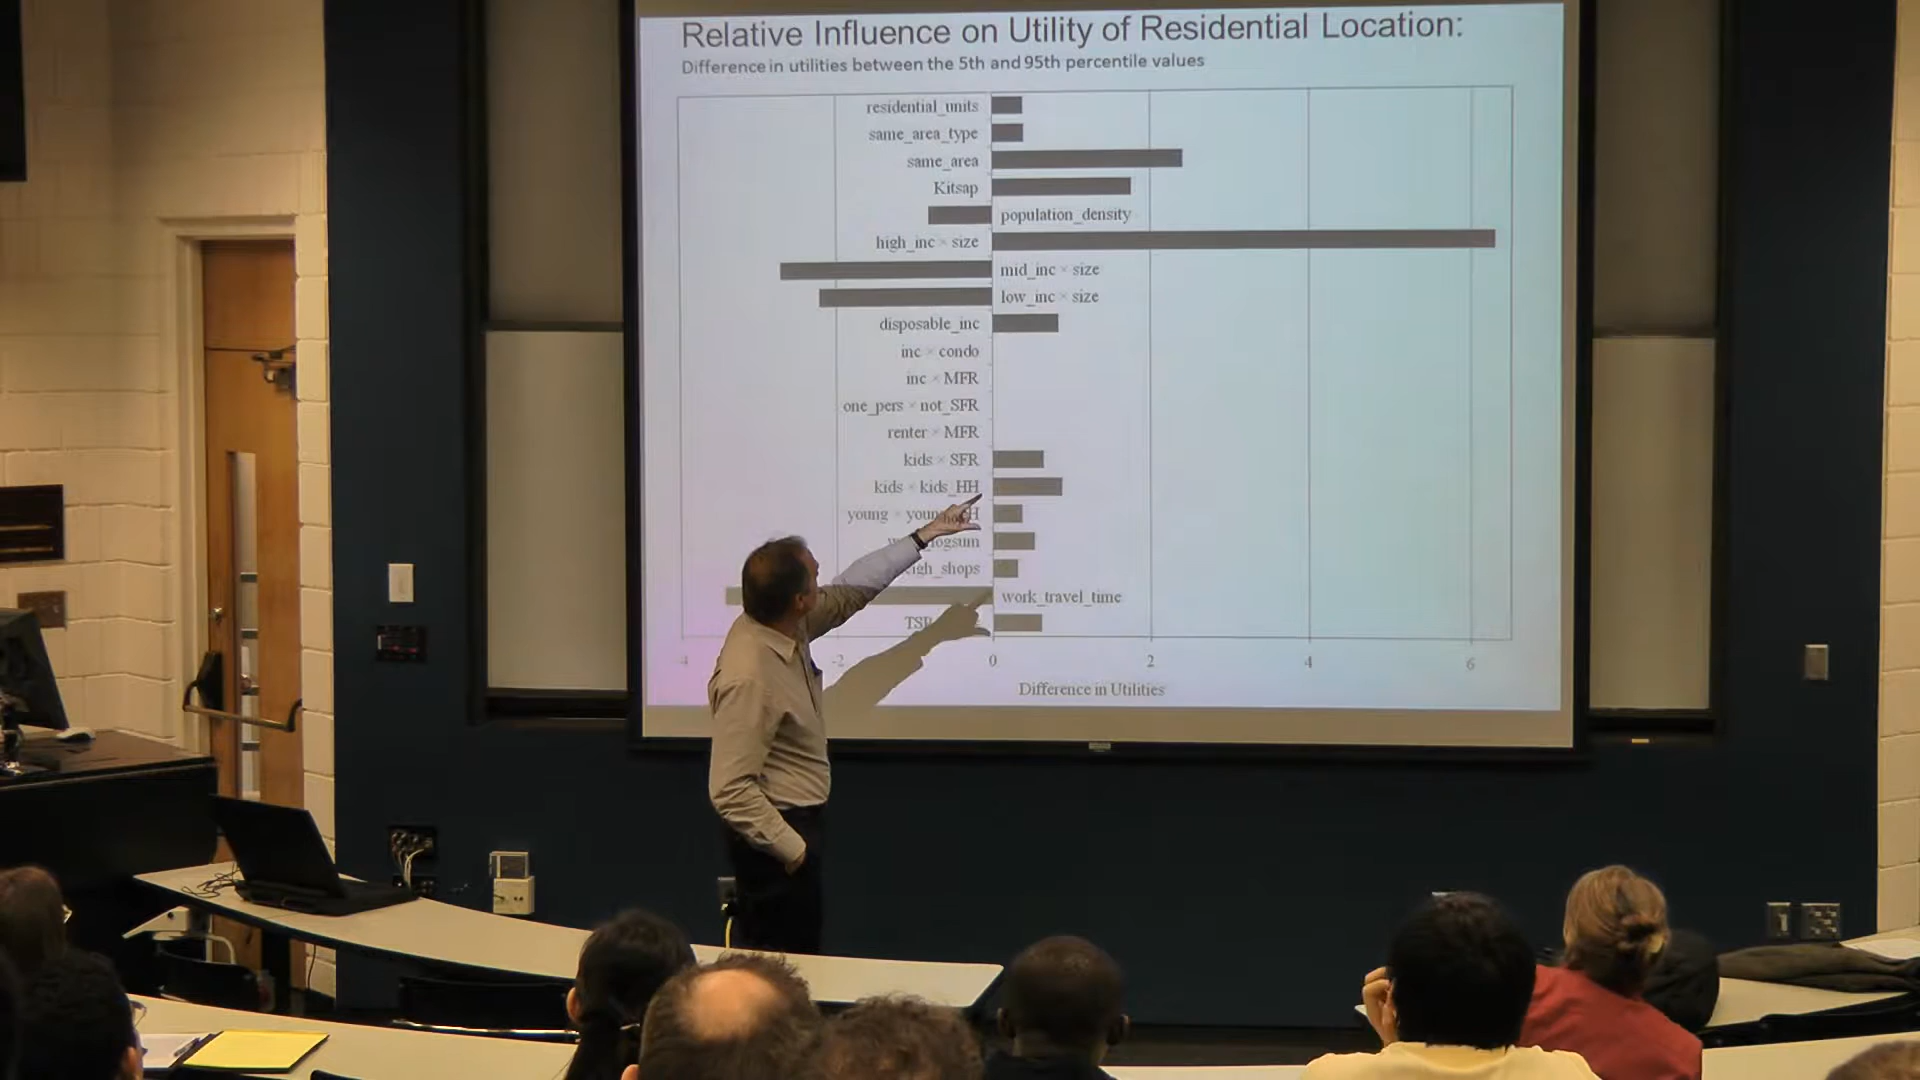 Relative Influence on Utility of Residential Location:
Difference in utilities between the 5th and 95th percentile values
residential_units
same_area_type
same_area
Kitsap
population_density
high_inc × size
mid_inc × size
low_inc × size
disposable_inc
inc × condo
inc × MFR
one_pers × not_SFR
renter × MFR
kids × SFR
kids × kids_HH
young ×
logsum
shops
work_travel_time
-4 -2 0 2 4 6
Difference in Utilities